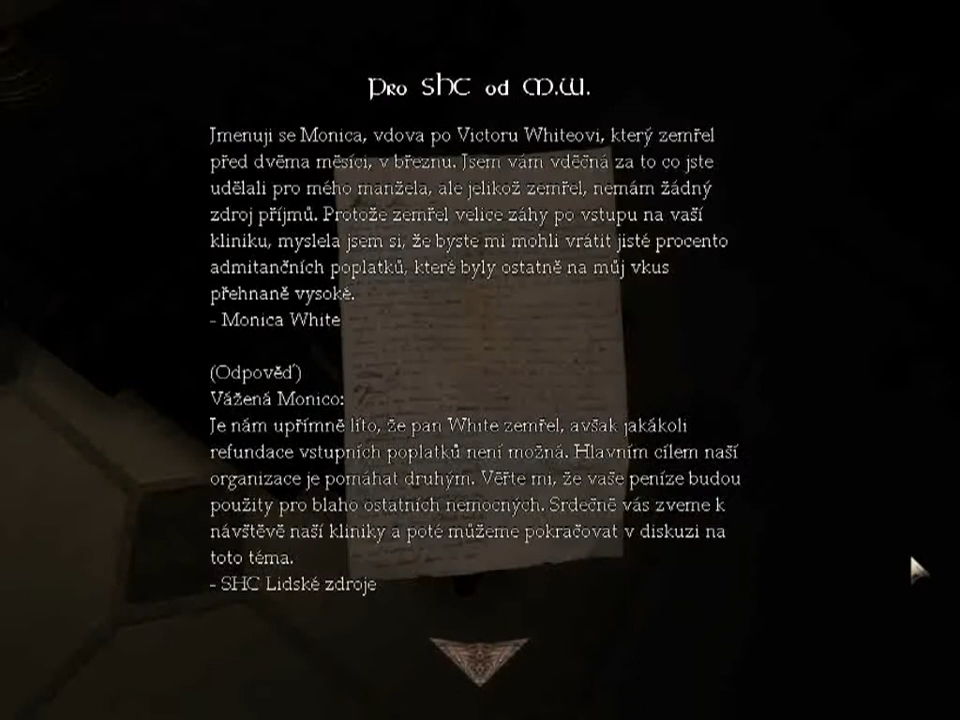 Pro SHC od M.W.
Jmenuji se Monica, vdova po Victoru Whiteovi, který zemřel
před dvěma měsíci, v březnu. Jsem vám vděčná za to co jste
udělali pro mého manžela, ale jelikož zemřel, nemám žádný
zdroj příjmů. Protože zemřel velice záhy po vstupu na vaší
kliniku, myslela jsem si, že byste mi mohli vrátit jisté procento
admitančních poplatků, které byly ostatně na můj vkus
přehnaně vysoké.
- Monica White
(Odpověď)
Vážená Monico:
Je nám upřímně líto, že pan White zemřel, avšak jakákoli
refundace vstupních poplatků není možná. Hlavním cílem naší
organizace je pomáhat druhým. Věřte mi, že vaše peníze budou
použity pro blaho ostatních nemocných. Srdečně vás zveme k
návštěvě naší kliniky a poté můžeme pokračovat v diskuzi na
toto téma.
- SHC Lidské zdroje